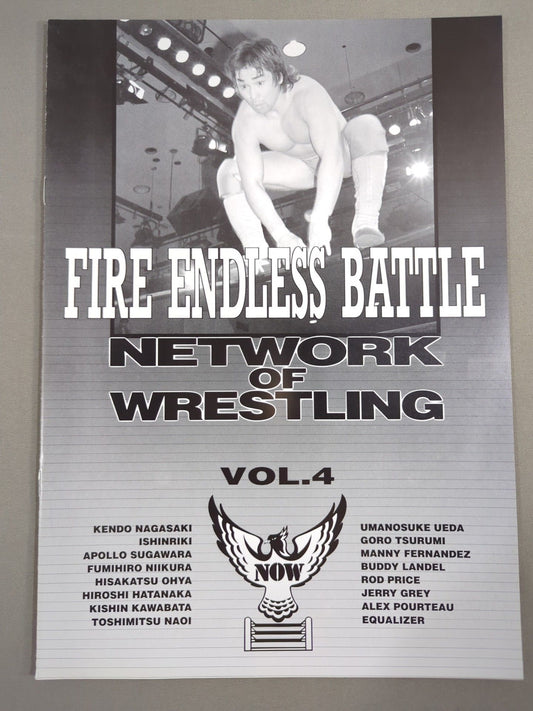 FIRE ENDLESS BATTLE
NETWORK
OF
WRESTLING
VOL.4
KENDO NAGASAKI
ISHINRIKI
APOLLO SUGAWARA
FUMIHIRO NIIKURA
HISAKATSU OHYA
HIROSHI HATANAKA
KISHIN KAWABATA
TOSHIMITSU NAOI
NOW
UMANOSUKE UEDA
GORO TSURUMI
MANNY FERNANDEZ
BUDDY LANDEL
ROD PRICE
JERRY GREY
ALEX POURTEAU
EQUALIZER